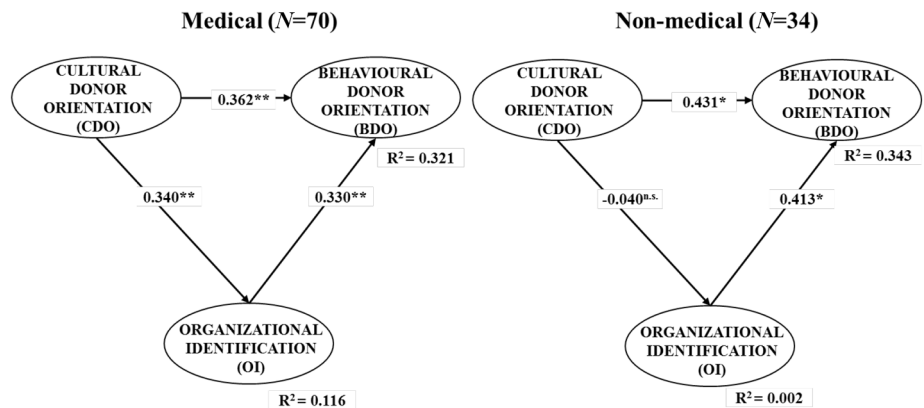 Medical (N=70)
CULTURAL
DONOR
ORIENTATION
(CDO)
0.362**
BEHAVIOURAL
DONOR
ORIENTATION
(BDO)
R² = 0.321
0.340**
0.330**
ORGANIZATIONAL
IDENTIFICATION
(OI)
R² = 0.116
Non-medical (N=34)
CULTURAL
DONOR
ORIENTATION
(CDO)
0.431*
BEHAVIOURAL
DONOR
ORIENTATION
(BDO)
R² = 0.343
-0.040n.s.
0.413*
ORGANIZATIONAL
IDENTIFICATION
(OI)
R² = 0.002